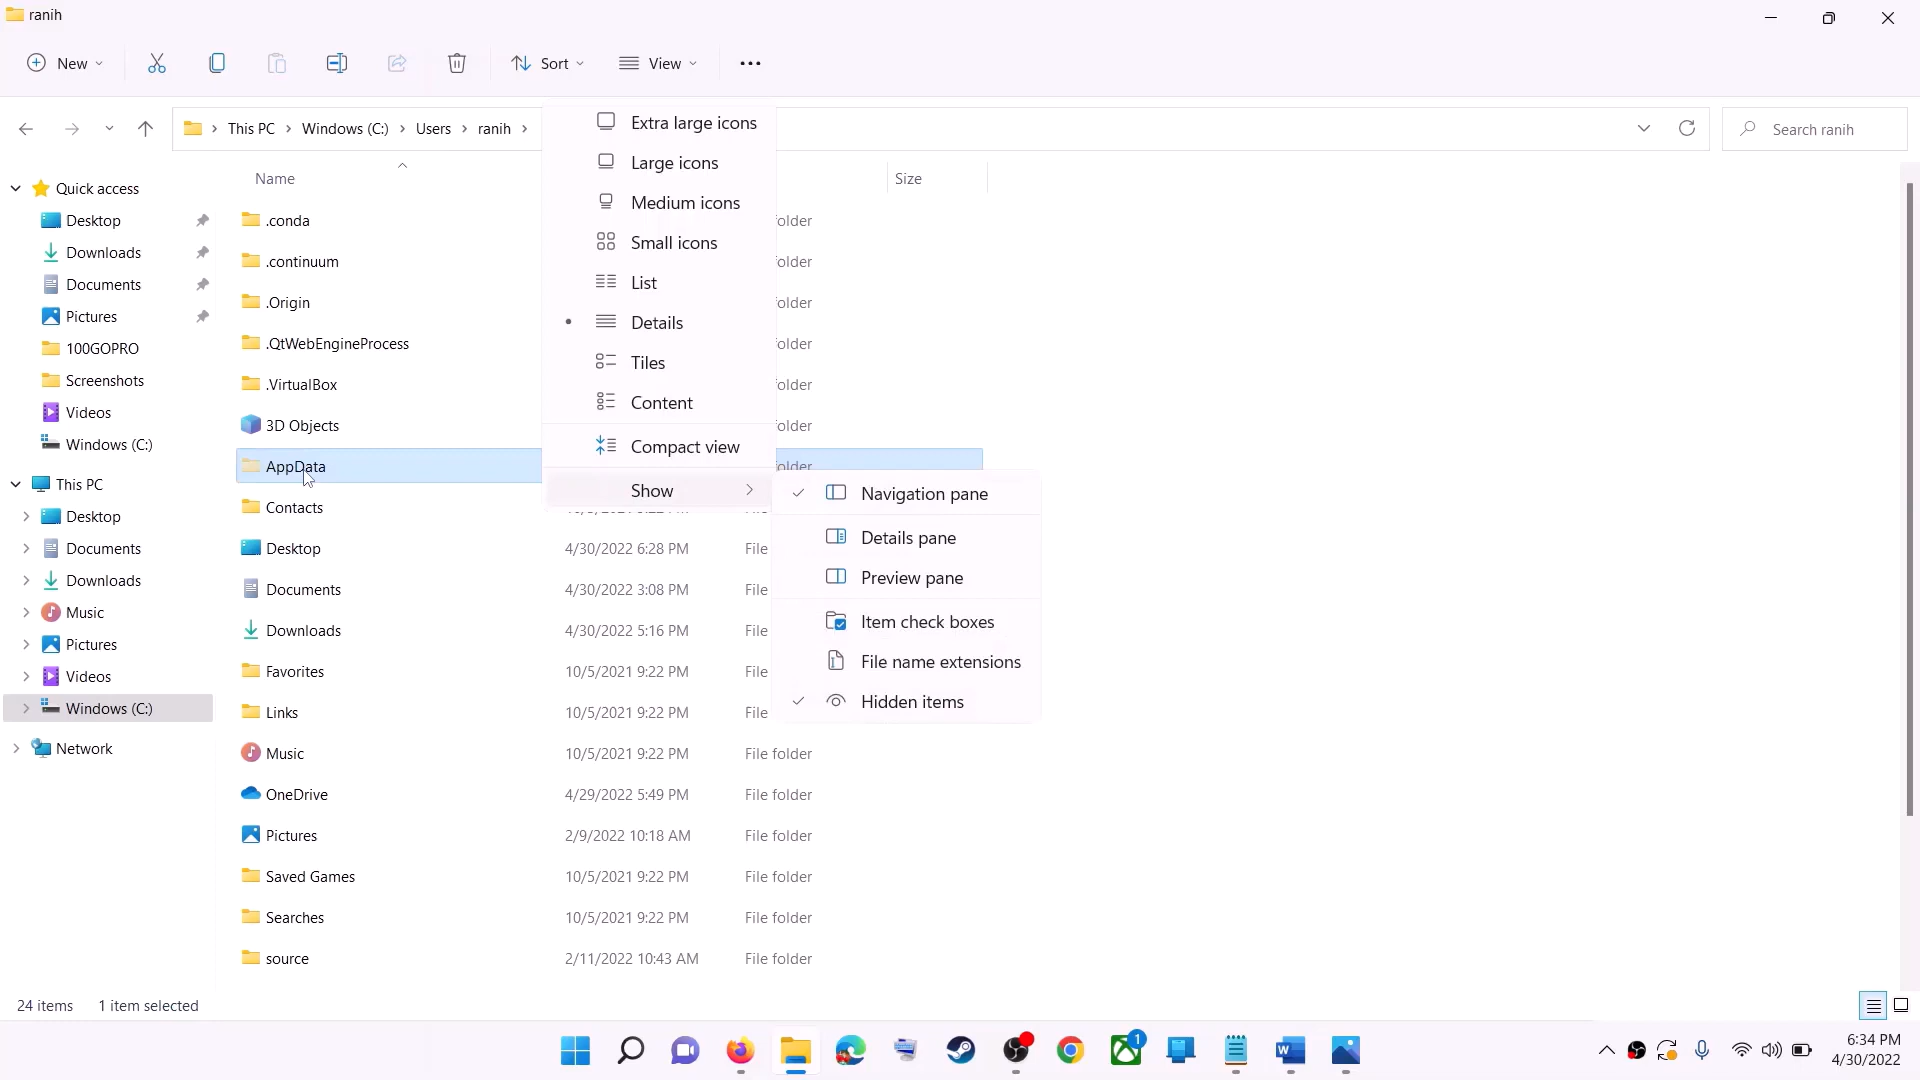 ranih
New
Sort
View
This PC
Windows (C:)
Users
ranih
Search ranih
Quick access
Desktop
Downloads
Documents
Pictures
100GOPRO
Screenshots
Videos
Windows (C:)
This PC
Desktop
Documents
Downloads
Music
Pictures
Videos
Windows (C:)
Network
Name
Size
.conda
.continuum
.Origin
.QtWebEngineProcess
.VirtualBox
3D Objects
AppData
Contacts
Desktop 4/30/2022 6:28 PM File
Documents 4/30/2022 3:08 PM File
Downloads 4/30/2022 5:16 PM File
Favorites 10/5/2021 9:22 PM File
Links 10/5/2021 9:22 PM File
Music 10/5/2021 9:22 PM File folder
OneDrive 4/29/2022 5:49 PM File folder
Pictures 2/9/2022 10:18 AM File folder
Saved Games 10/5/2021 9:22 PM File folder
Searches 10/5/2021 9:22 PM File folder
source 2/11/2022 10:43 AM File folder
Extra large icons
Large icons
Medium icons
Small icons
List
Details
Tiles
Content
Compact view
Show
Navigation pane
Details pane
Preview pane
Item check boxes
File name extensions
Hidden items
24 items 1 item selected
1
6:34 PM
4/30/2022